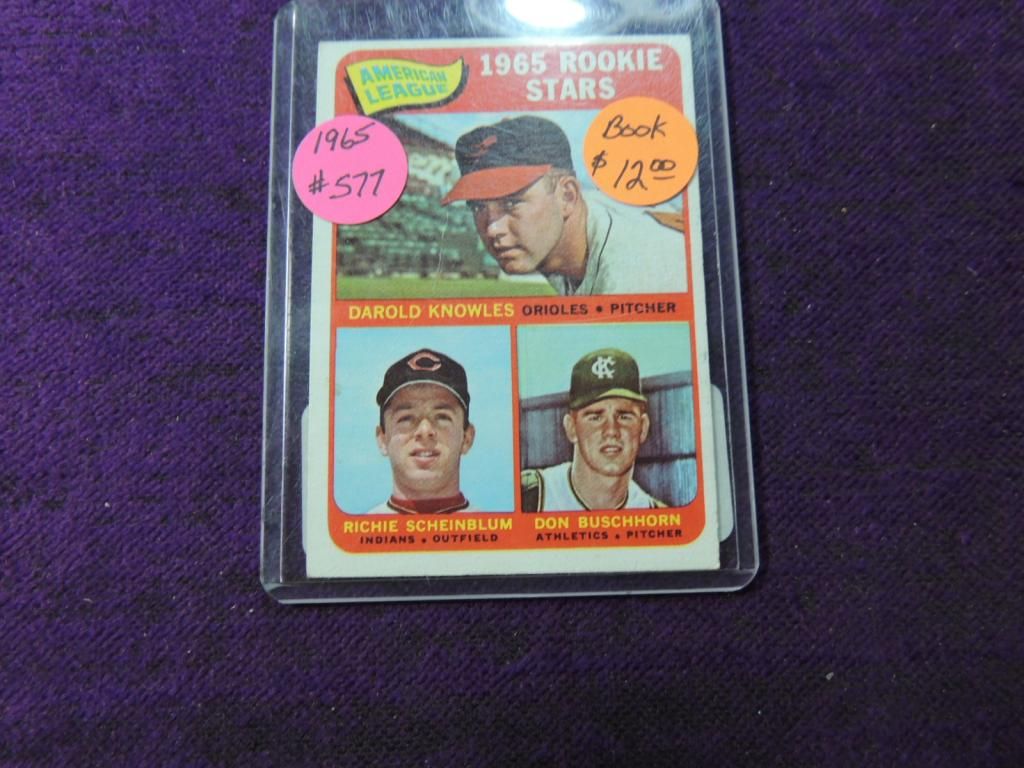 AMERICAN
LEAGUE
1965 ROOKIE
STARS
1965
#577
Book
$12.00
DAROLD KNOWLES ORIOLES • PITCHER
C
KC
RICHIE SCHEINBLUM
INDIANS • OUTFIELD
DON BUSCHHORN
ATHLETICS • PITCHER